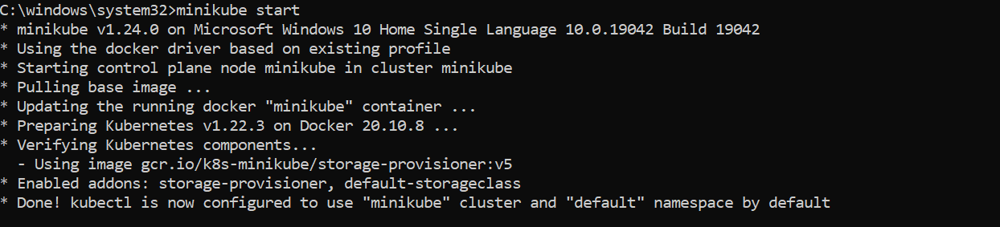 C:\windows\system32>minikube start
* minikube v1.24.0 on Microsoft Windows 10 Home Single Language 10.0.19042 Build 19042
* Using the docker driver based on existing profile
* Starting control plane node minikube in cluster minikube
* Pulling base image ...
* Updating the running docker "minikube" container ...
* Preparing Kubernetes v1.22.3 on Docker 20.10.8 ...
* Verifying Kubernetes components...
  - Using image gcr.io/k8s-minikube/storage-provisioner:v5
* Enabled addons: storage-provisioner, default-storageclass
* Done! kubectl is now configured to use "minikube" cluster and "default" namespace by default